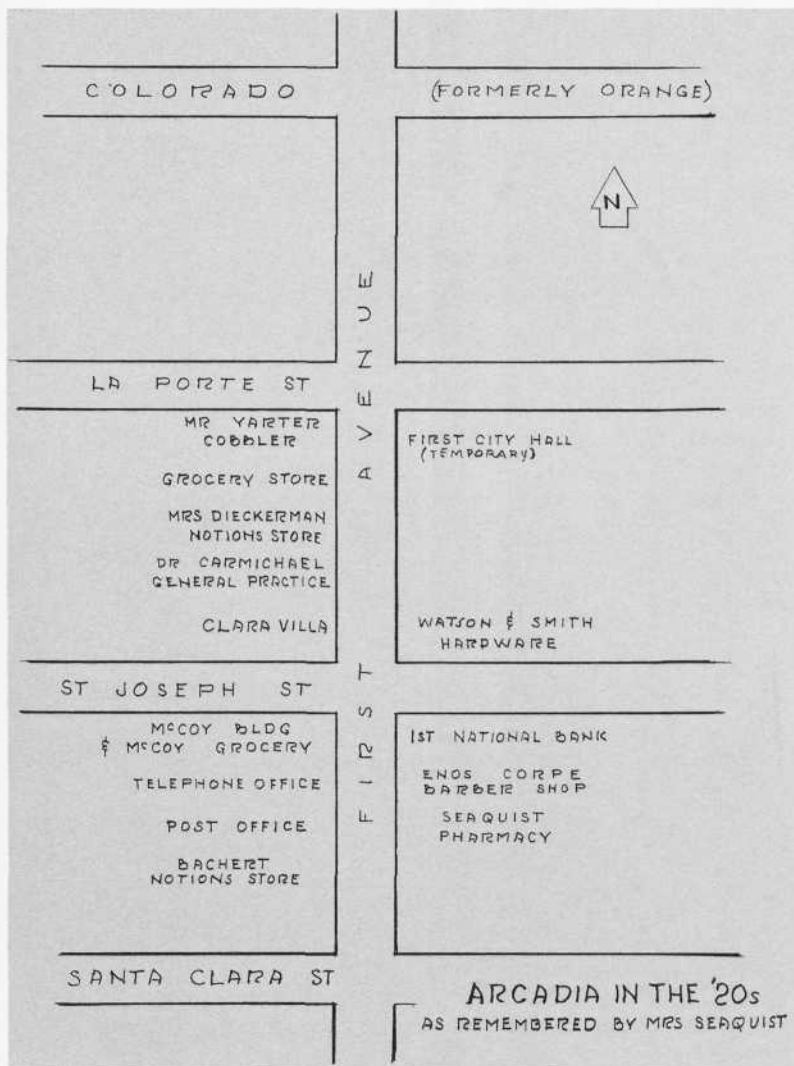 COLORADO (FORMERLY ORANGE)
N
FIRST AVENUE
LA PORTE ST
MR YARTER
COBBLER
GROCERY STORE
MRS DIECKERMAN
NOTIONS STORE
DR CARMICHAEL
GENERAL PRACTICE
CLARA VILLA
FIRST CITY HALL
(TEMPORARY)
WATSON & SMITH
HARDWARE
ST JOSEPH ST
McCOY BLDG
& McCOY GROCERY
TELEPHONE OFFICE
POST OFFICE
BACHERT
NOTIONS STORE
1ST NATIONAL BANK
ENOS CORPE
BARBER SHOP
SEAQUIST
PHARMACY
SANTA CLARA ST
ARCADIA IN THE '20s
AS REMEMBERED BY MRS SEAQUIST